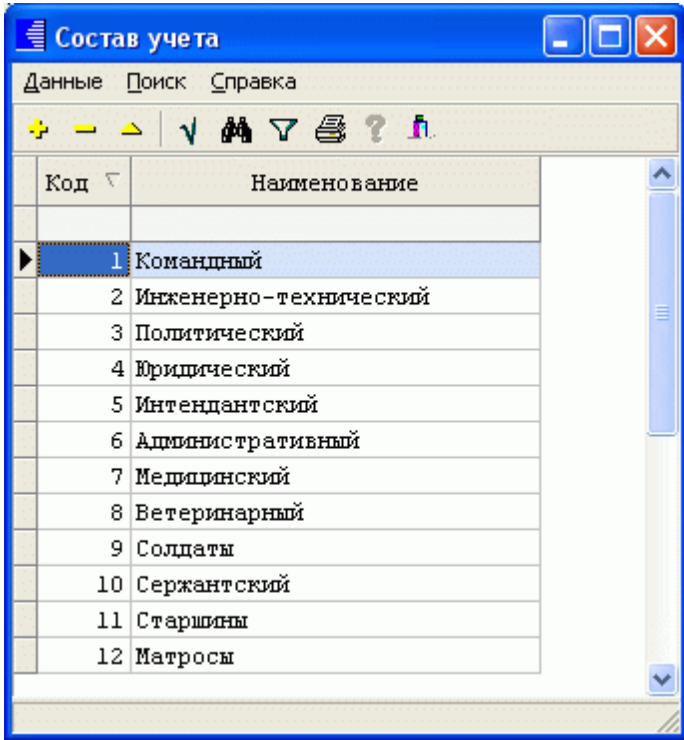 Состав учета
Данные Поиск Справка
Код Наименование
1 Командный
2 Инженерно-технический
3 Политический
4 Юридический
5 Интендантский
6 Административный
7 Медицинский
8 Ветеринарный
9 Солдаты
10 Сержантский
11 Старшины
12 Матросы